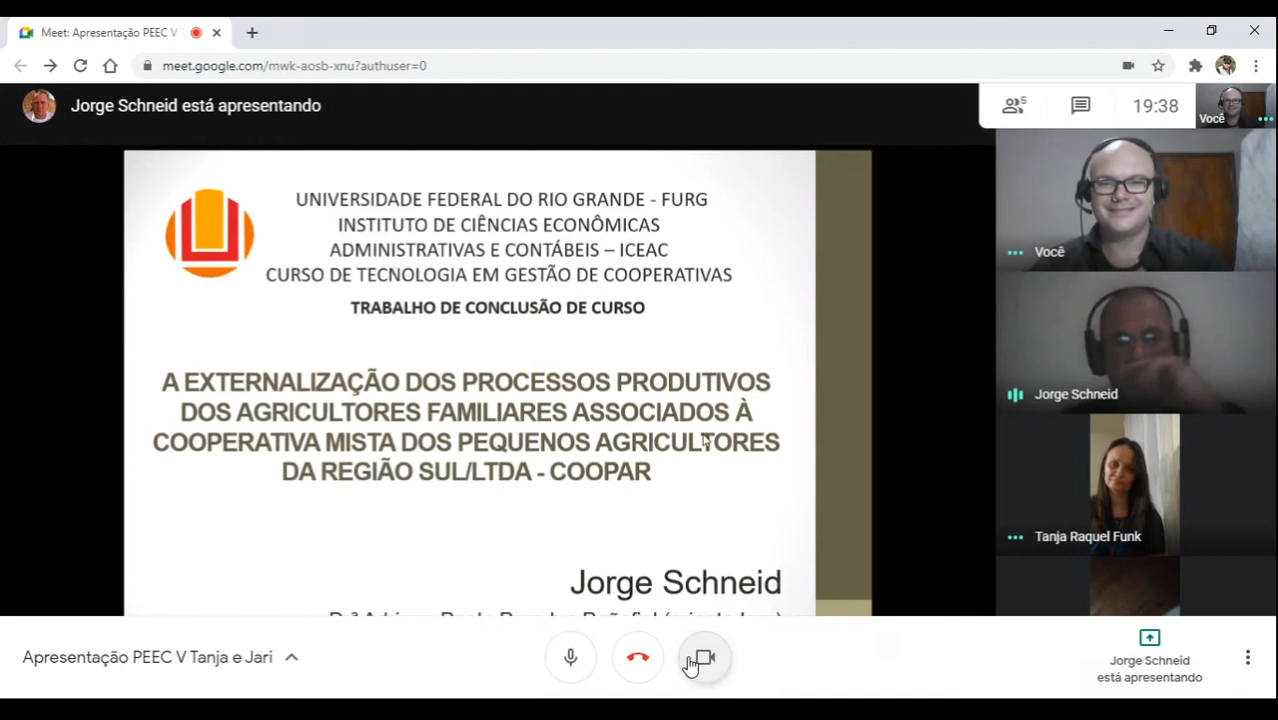 Meet: Apresentação PEEC V
meet.google.com/mwk-aosb-xnu?authuser=0
Jorge Schneid está apresentando
5
19:38
Você
UNIVERSIDADE FEDERAL DO RIO GRANDE - FURG
INSTITUTO DE CIÊNCIAS ECONÔMICAS
ADMINISTRATIVAS E CONTÁBEIS – ICEAC
CURSO DE TECNOLOGIA EM GESTÃO DE COOPERATIVAS
TRABALHO DE CONCLUSÃO DE CURSO
A EXTERNALIZAÇÃO DOS PROCESSOS PRODUTIVOS
DOS AGRICULTORES FAMILIARES ASSOCIADOS À
COOPERATIVA MISTA DOS PEQUENOS AGRICULTORES
DA REGIÃO SUL/LTDA - COOPAR
Jorge Schneid
Você
Jorge Schneid
Tanja Raquel Funk
Apresentação PEEC V Tanja e Jari
Jorge Schneid
está apresentando